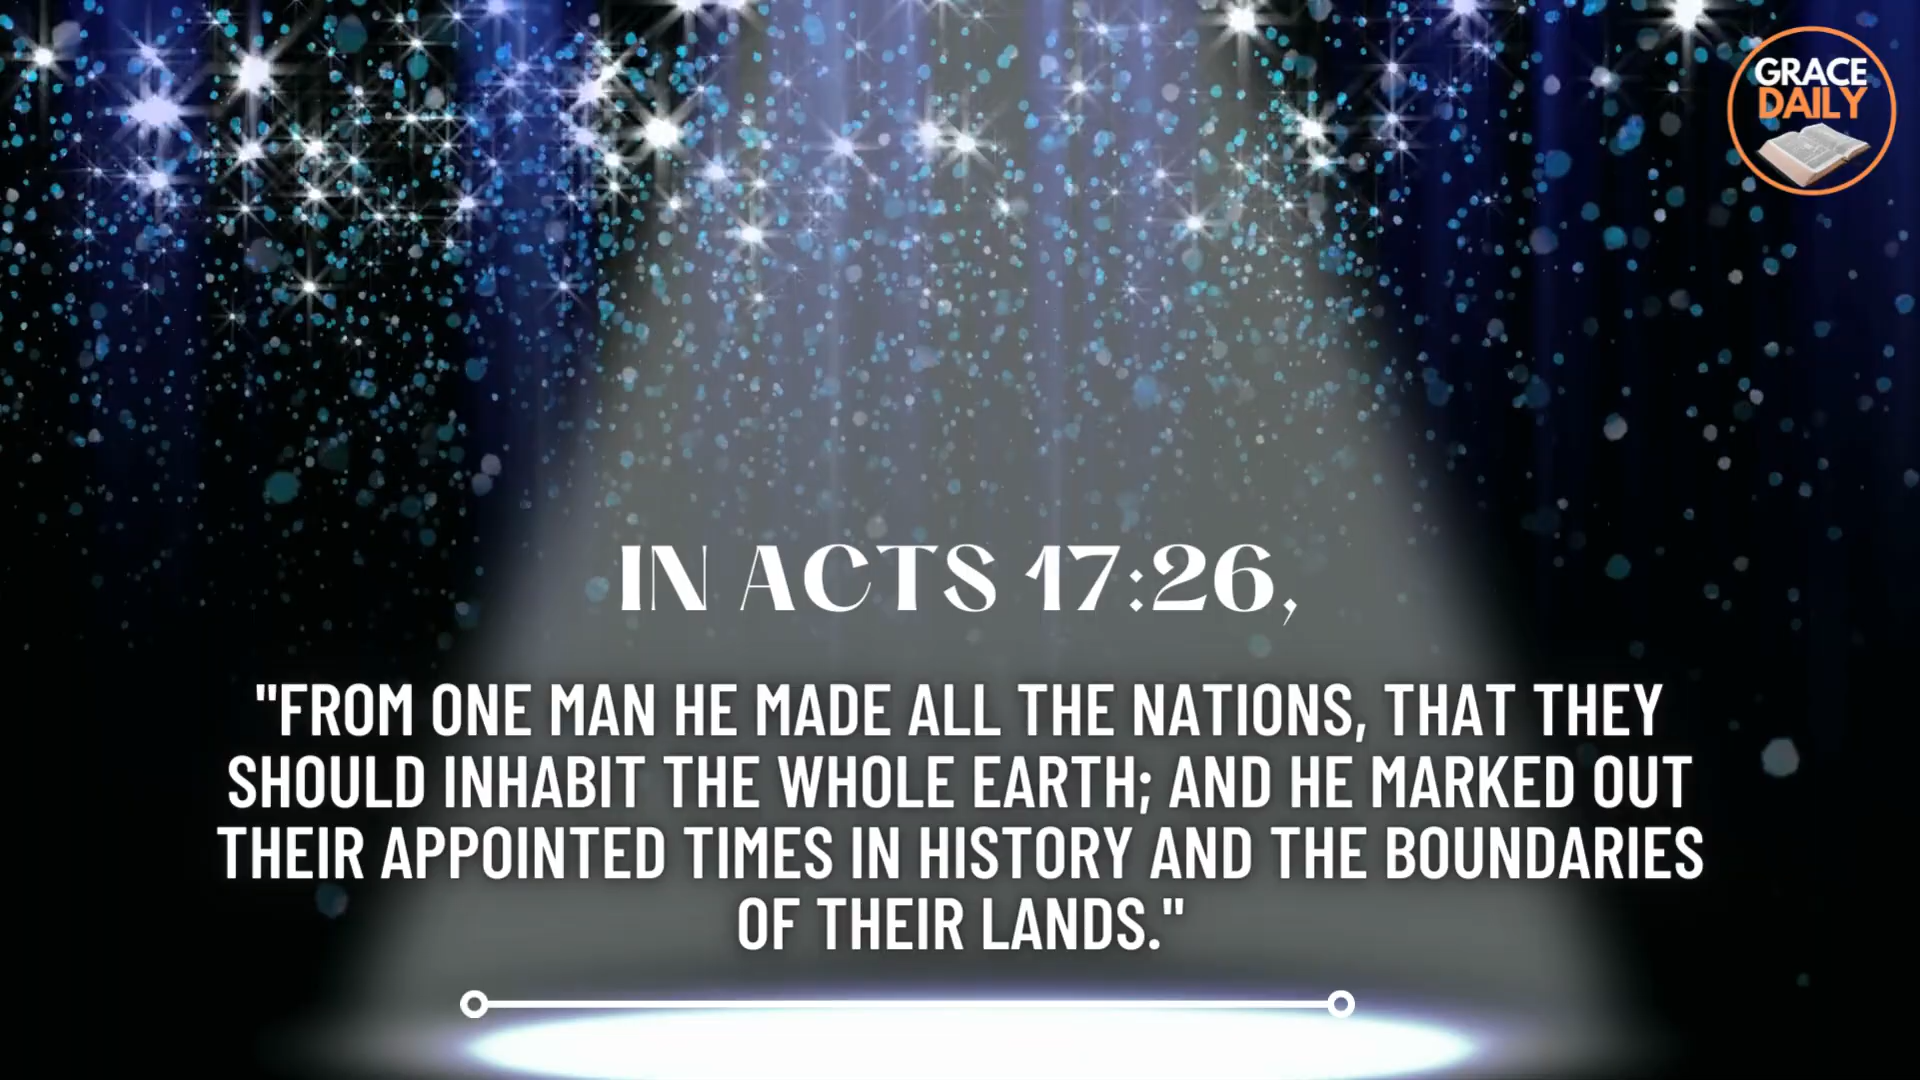 GRACE
DAILY
IN ACTS 17:26,
"FROM ONE MAN HE MADE ALL THE NATIONS, THAT THEY
SHOULD INHABIT THE WHOLE EARTH; AND HE MARKED OUT
THEIR APPOINTED TIMES IN HISTORY AND THE BOUNDARIES
OF THEIR LANDS."